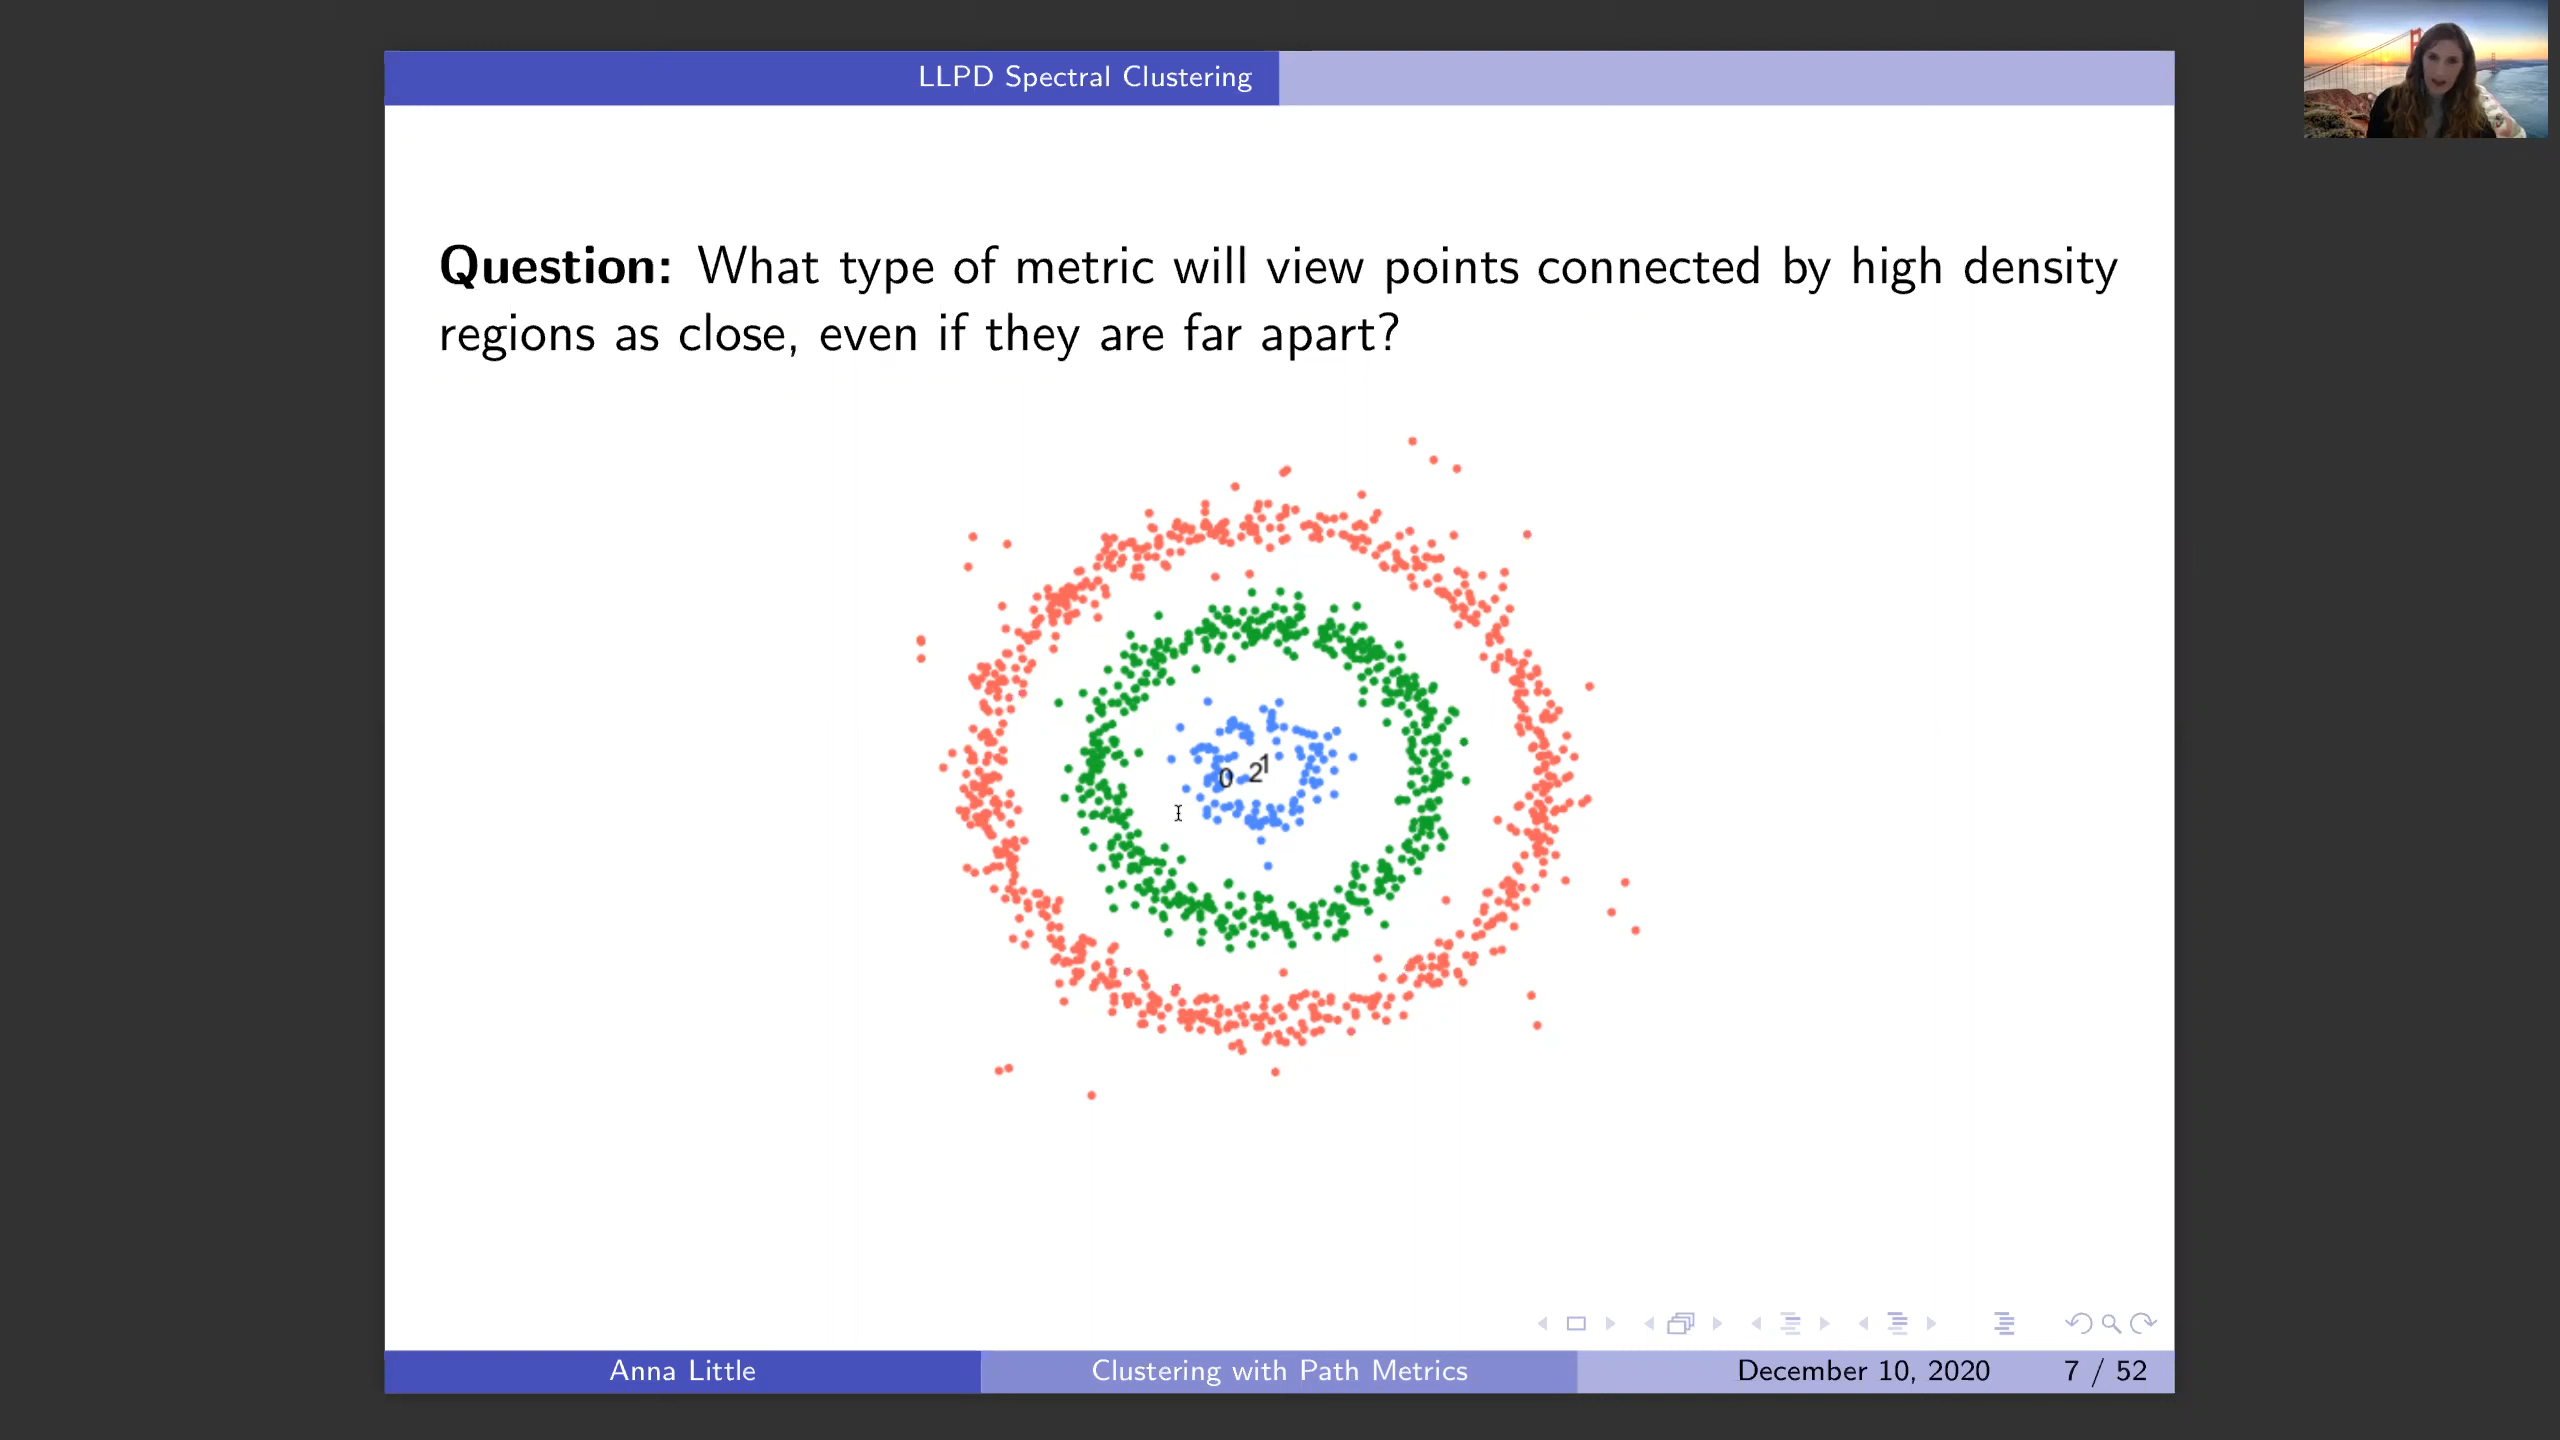 LLPD Spectral Clustering
Question: What type of metric will view points connected by high density
regions as close, even if they are far apart?
0 2 1
Anna Little
Clustering with Path Metrics
December 10, 2020
7 / 52